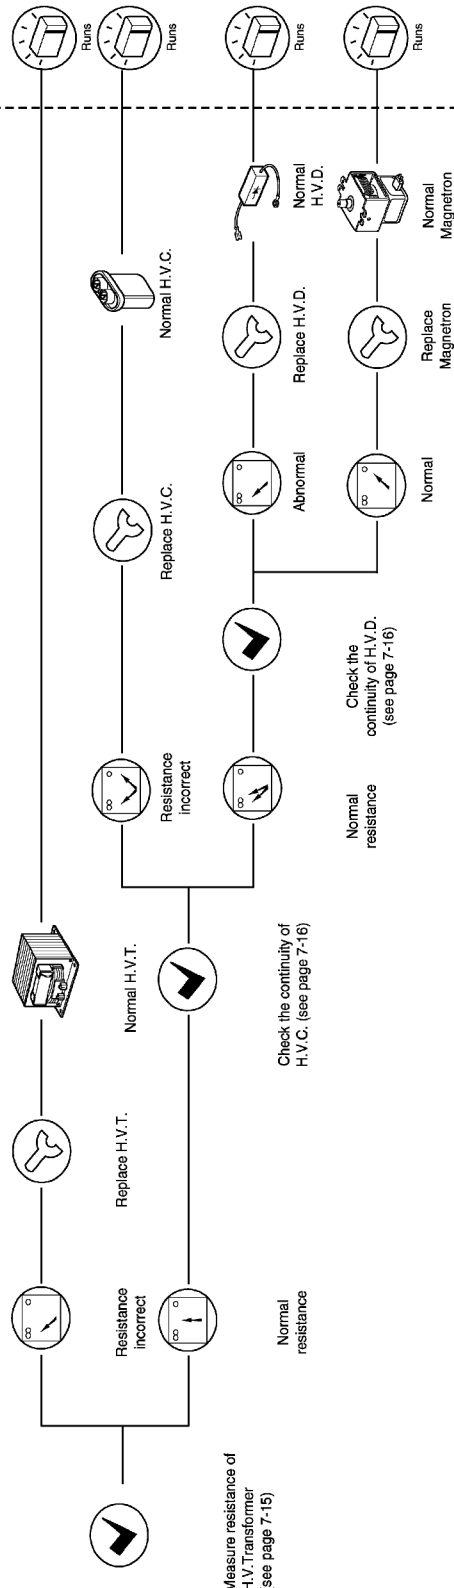 Runs
Resistance
incorrect
Replace H.V.T.
Normal H.V.T.
Runs
Resistance
incorrect
Replace H.V.C.
Normal H.V.C.
Measure resistance of
H.V.Transformer
(see page 7-15)
Normal
resistance
Check the continuity of
H.V.C. (see page 7-16)
Runs
Abnormal
Replace H.V.D.
Normal
H.V.D.
Normal
resistance
Check the
continuity of H.V.D.
(see page 7-16)
Runs
Normal
Replace
Magnetron
Normal
Magnetron